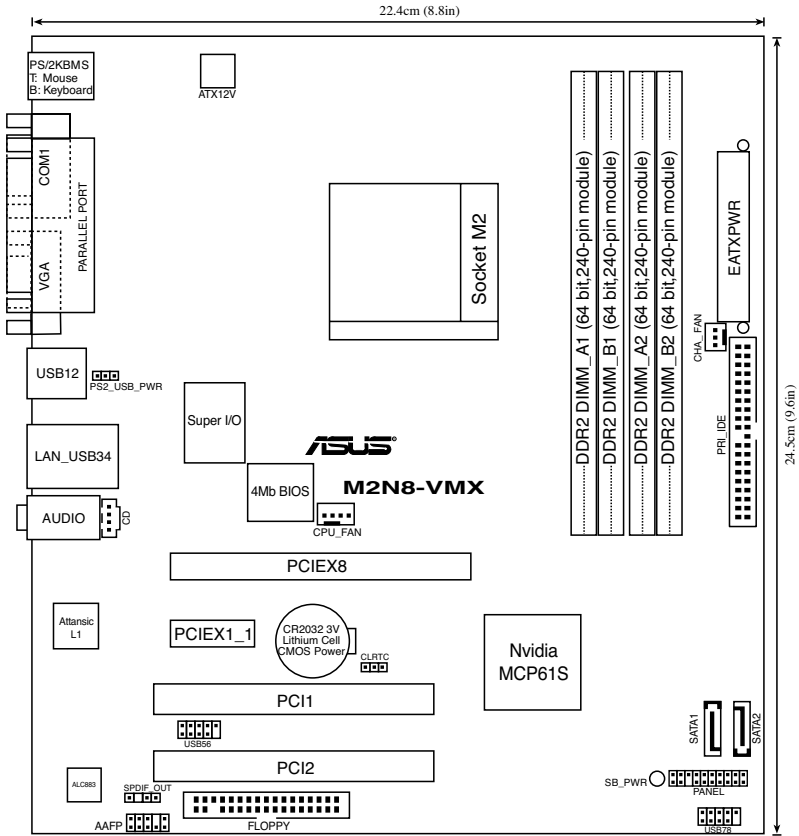 22.4cm (8.8in)
PS/2KBMS
T: Mouse
B: Keyboard
ATX12V
COM1
PARALLEL PORT
VGA
Socket M2
DDR2 DIMM_A1 (64 bit,240-pin module)
DDR2 DIMM_B1 (64 bit,240-pin module)
DDR2 DIMM_A2 (64 bit,240-pin module)
DDR2 DIMM_B2 (64 bit,240-pin module)
EATXPWR
CHA_FAN
PRI_IDE
24.5cm (9.6in)
USB12
PS2_USB_PWR
Super I/O
LAN_USB34
ASUS
M2N8-VMX
4Mb BIOS
CPU_FAN
AUDIO
CD
PCIEX8
Attansic
L1
PCIEX1_1
CR2032 3V
Lithium Cell
CMOS Power
CLRTC
Nvidia
MCP61S
PCI1
USB56
SATA1
SATA2
PCI2
ALC883
SPDIF_OUT
SB_PWR
PANEL
AAFP
FLOPPY
USB78